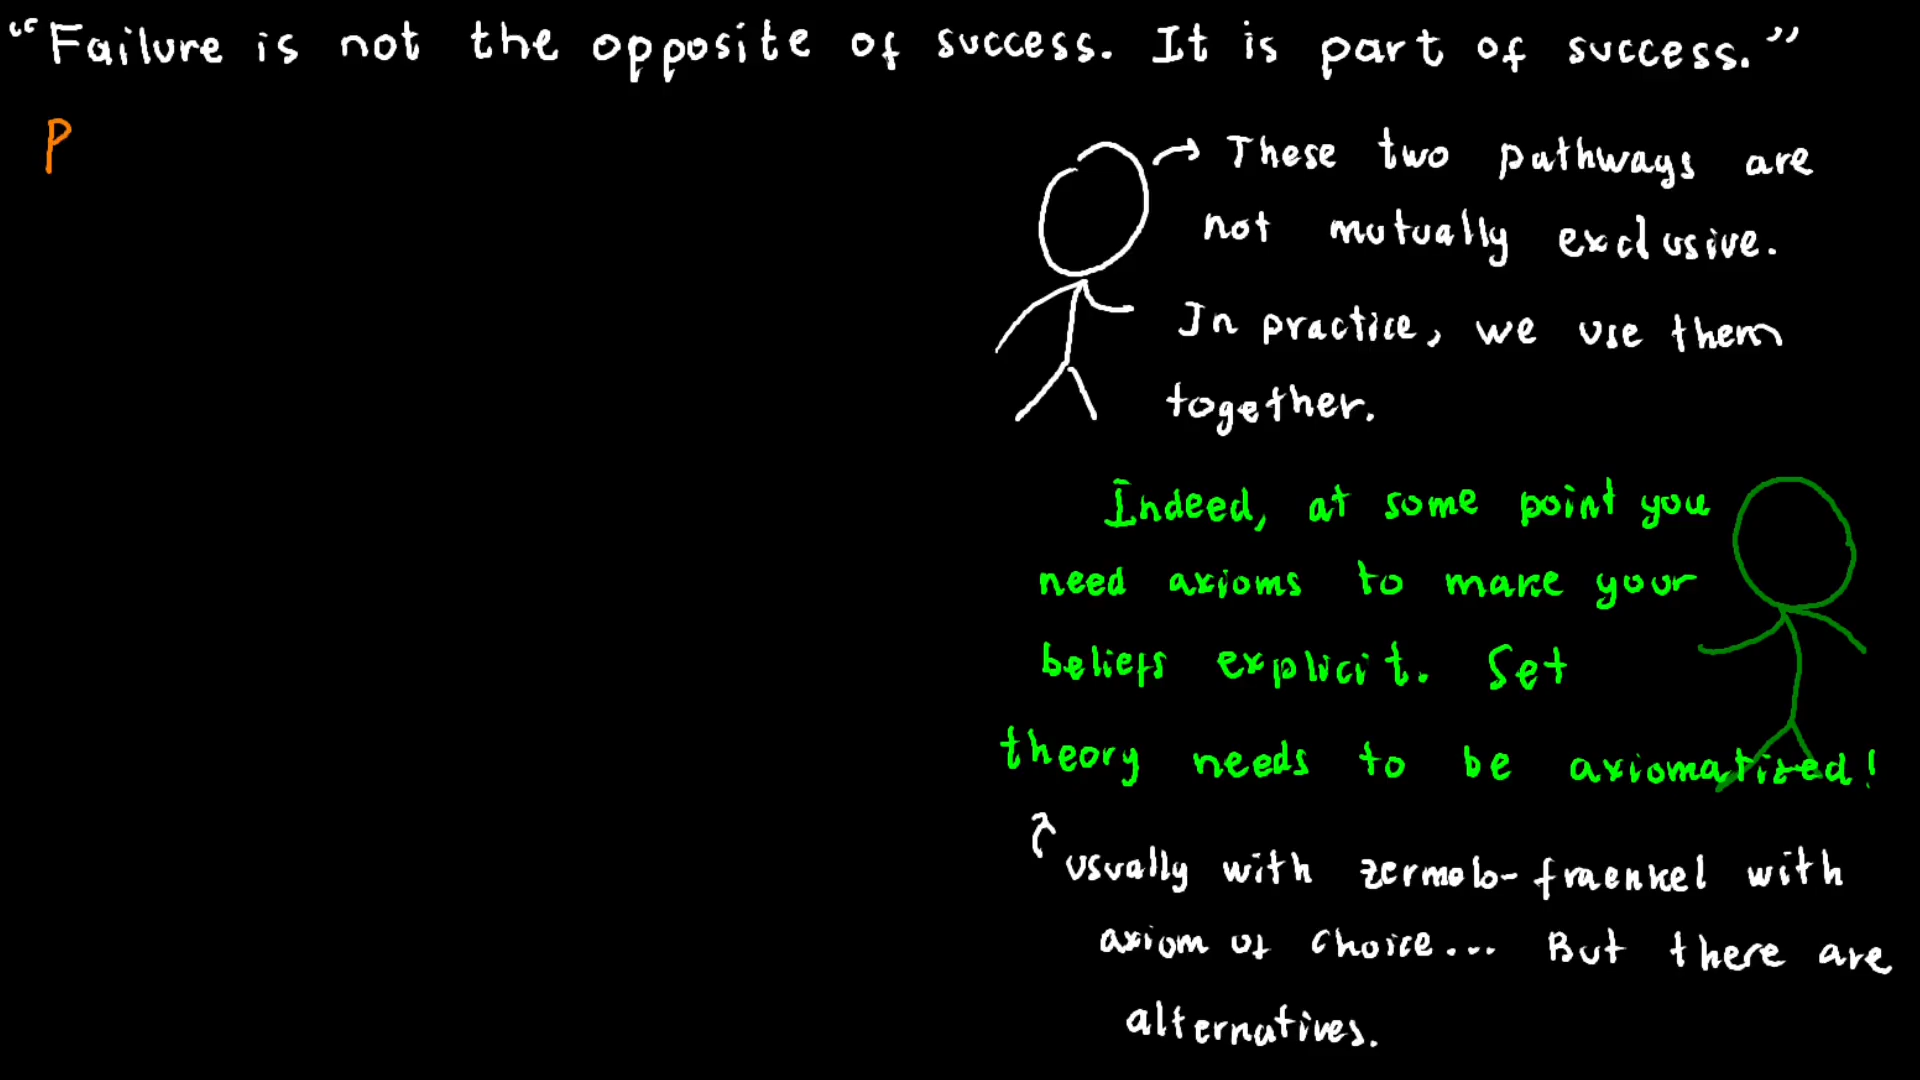 “Failure is not the opposite of success. It is part of success.”
P
These two pathways are
not mutually exclusive.
In practice, we use them
together.
Indeed, at some point you
need axioms to make your
beliefs explicit. Set
theory needs to be axiomatized!
usually with zermelo-fraenkel with
axiom of choice... But there are
alternatives.